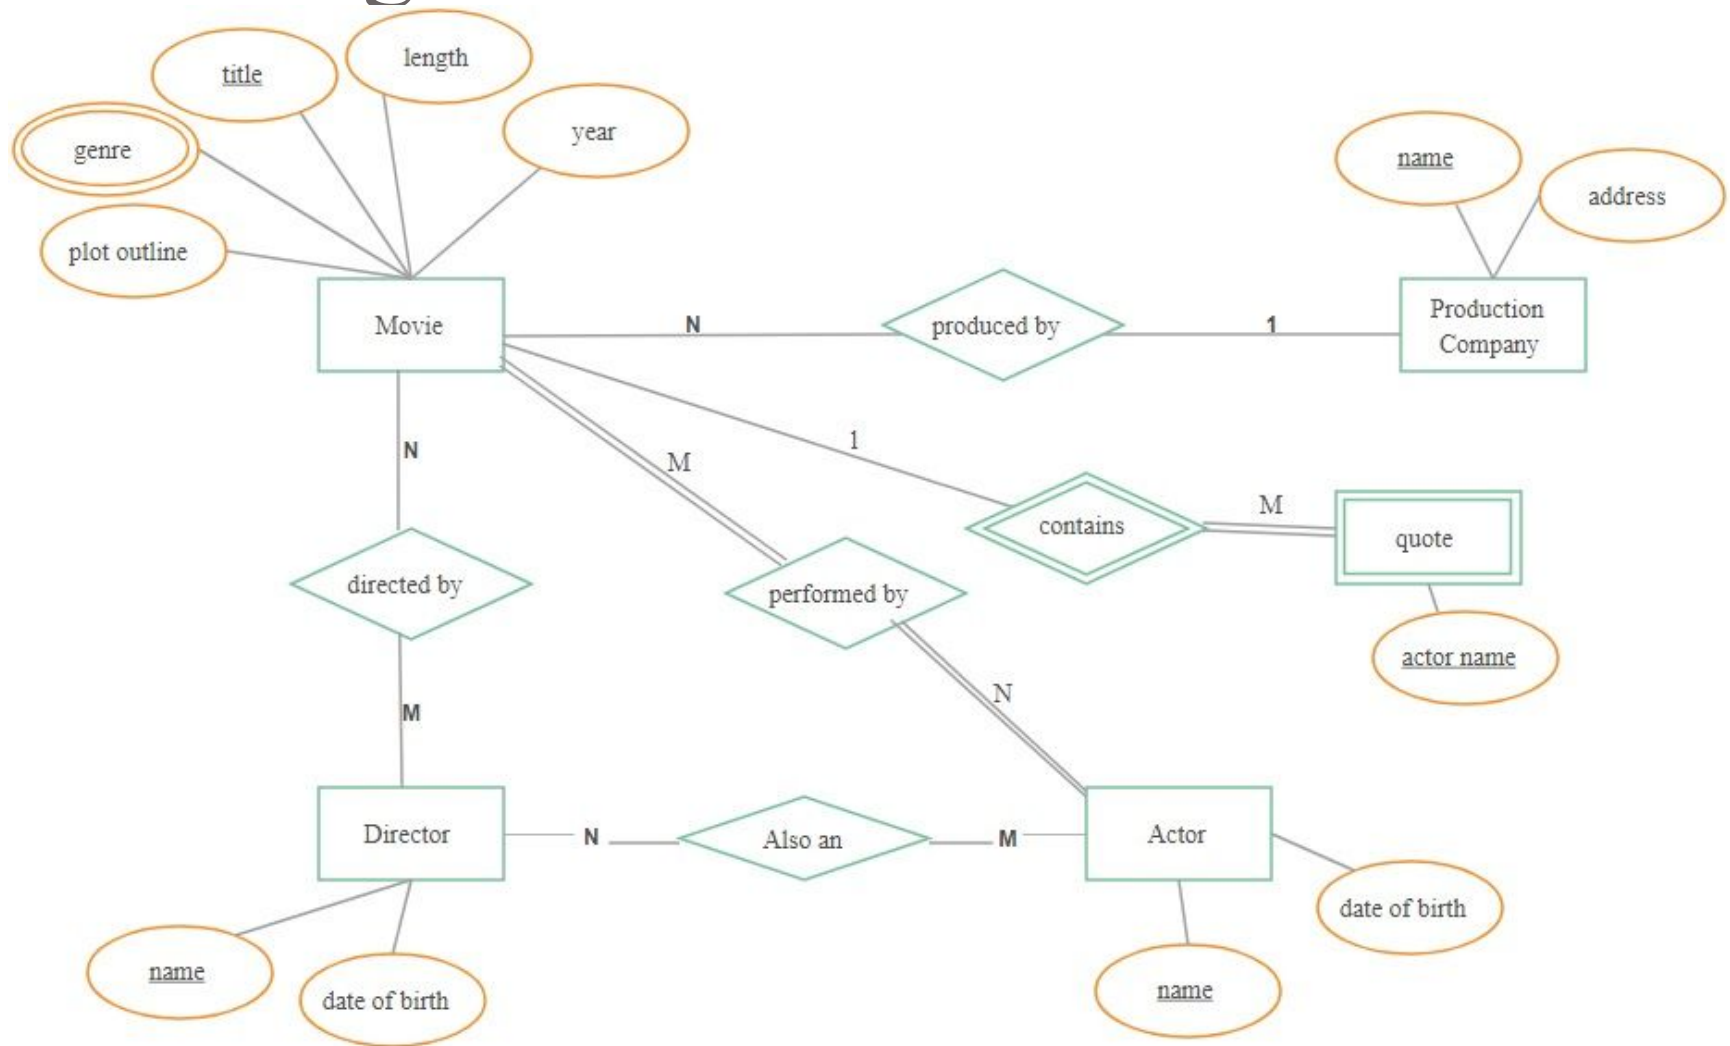 title
length
year
genre
plot outline
name
address
Movie
N
produced by
1
Production
Company
N
M
1
contains
M
quote
directed by
performed by
actor name
M
N
Director
N
Also an
M
Actor
name
date of birth
name
date of birth